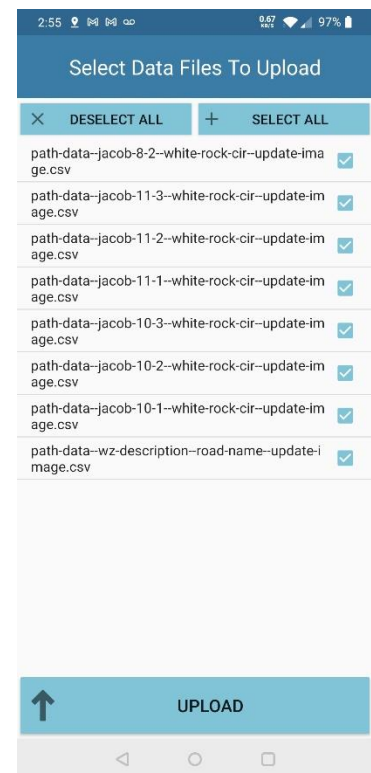 2:55
0.67
KB/S
97%
Select Data Files To Upload
DESELECT ALL
SELECT ALL
path-data--jacob-8-2--white-rock-cir--update-ima
ge.csv
path-data--jacob-11-3--white-rock-cir--update-im
age.csv
path-data--jacob-11-2--white-rock-cir--update-im
age.csv
path-data--jacob-11-1--white-rock-cir--update-im
age.csv
path-data--jacob-10-3--white-rock-cir--update-im
age.csv
path-data--jacob-10-2--white-rock-cir--update-im
age.csv
path-data--jacob-10-1--white-rock-cir--update-im
age.csv
path-data--wz-description--road-name--update-i
mage.csv
UPLOAD